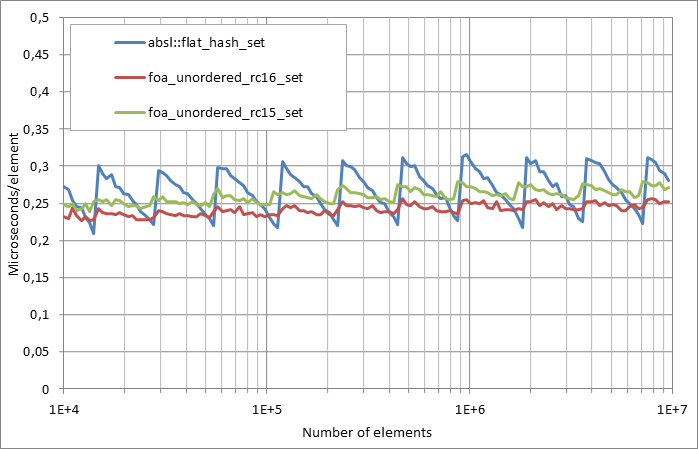 0,5
0,45
0,4
0,35
0,3
0,25
0,2
0,15
0,1
0,05
0
Microseconds/element
absl::flat_hash_set
foa_unordered_rc16_set
foa_unordered_rc15_set
1E+4
1E+5
1E+6
1E+7
Number of elements